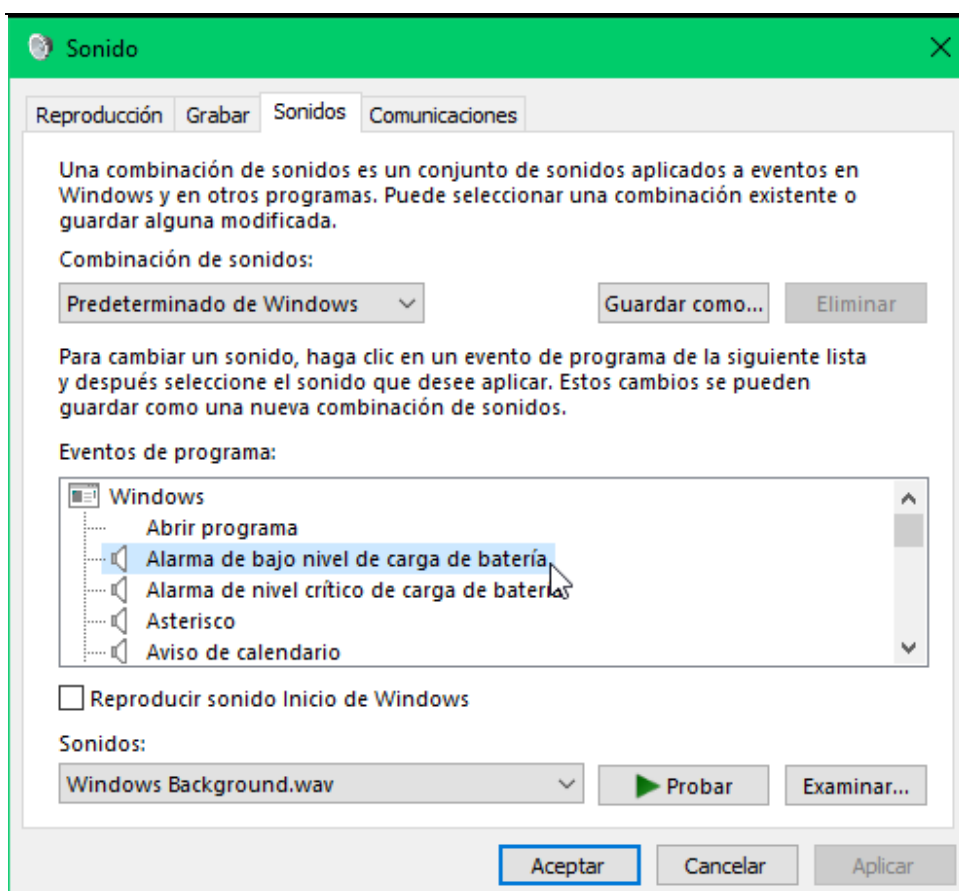 Sonido
Reproducción Grabar Sonidos Comunicaciones
Una combinación de sonidos es un conjunto de sonidos aplicados a eventos en
Windows y en otros programas. Puede seleccionar una combinación existente o
guardar alguna modificada.
Combinación de sonidos:
Predeterminado de Windows Guardar como... Eliminar
Para cambiar un sonido, haga clic en un evento de programa de la siguiente lista
y después seleccione el sonido que desee aplicar. Estos cambios se pueden
guardar como una nueva combinación de sonidos.
Eventos de programa:
Windows
Abrir programa
Alarma de bajo nivel de carga de batería
Alarma de nivel crítico de carga de batería
Asterisco
Aviso de calendario
Reproducir sonido Inicio de Windows
Sonidos:
Windows Background.wav Probar Examinar...
Aceptar Cancelar Aplicar